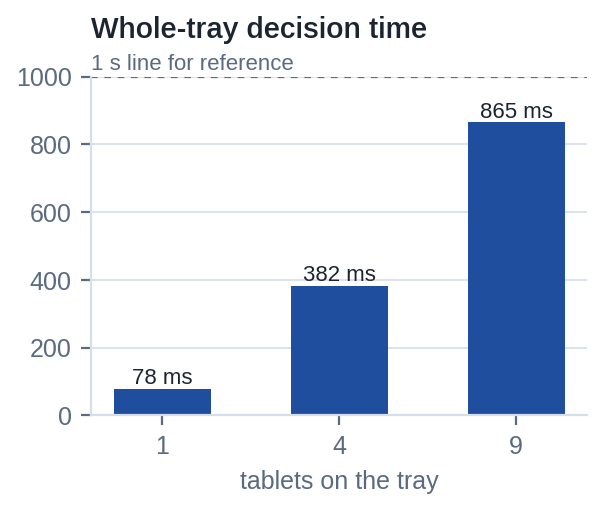 Whole-tray decision time
1 s line for reference
1000
800
600
400
200
0
865 ms
382 ms
78 ms
1
4
9
tablets on the tray